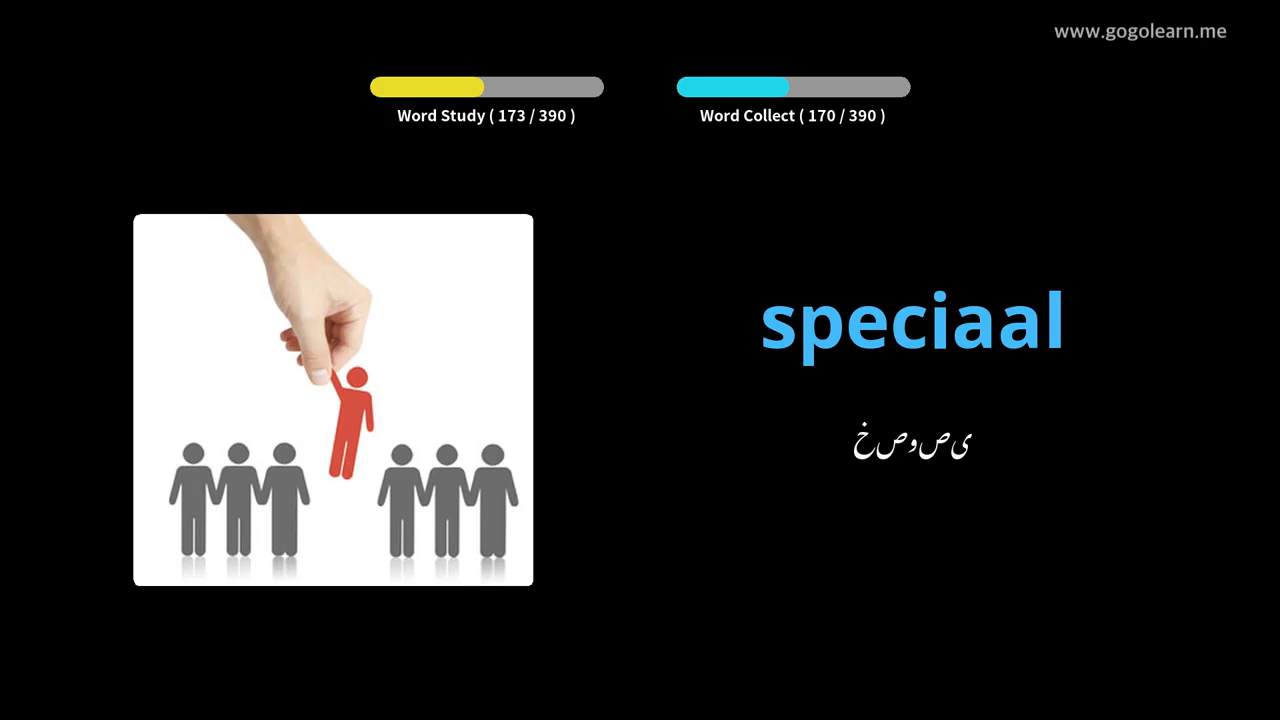 www.gogolearn.me
Word Study ( 173 / 390 )
Word Collect ( 170 / 390 )
speciaal
خصوصی